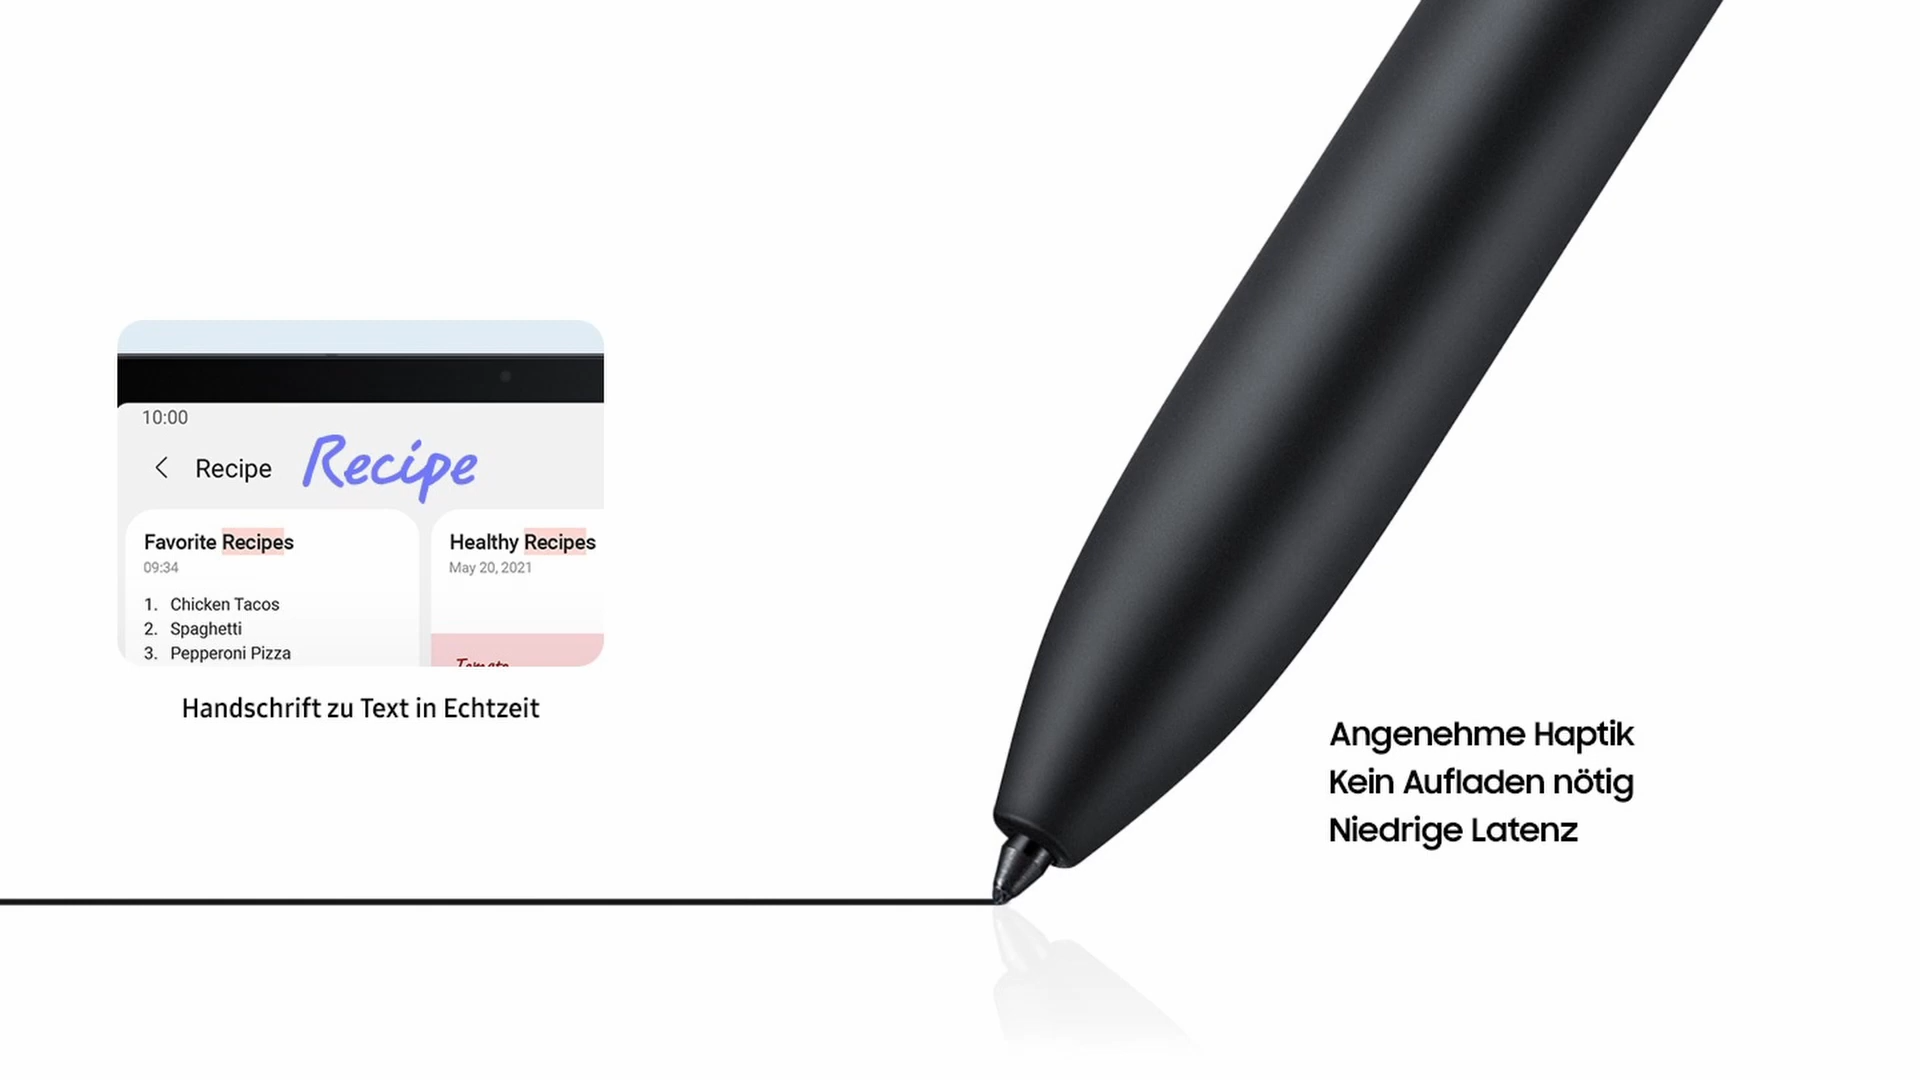 10:00
Recipe Recipe
Favorite Recipes
09:34
1. Chicken Tacos
2. Spaghetti
3. Pepperoni Pizza
Healthy Recipes
May 20, 2021
Tomato
Handschrift zu Text in Echtzeit
Angenehme Haptik
Kein Aufladen nötig
Niedrige Latenz